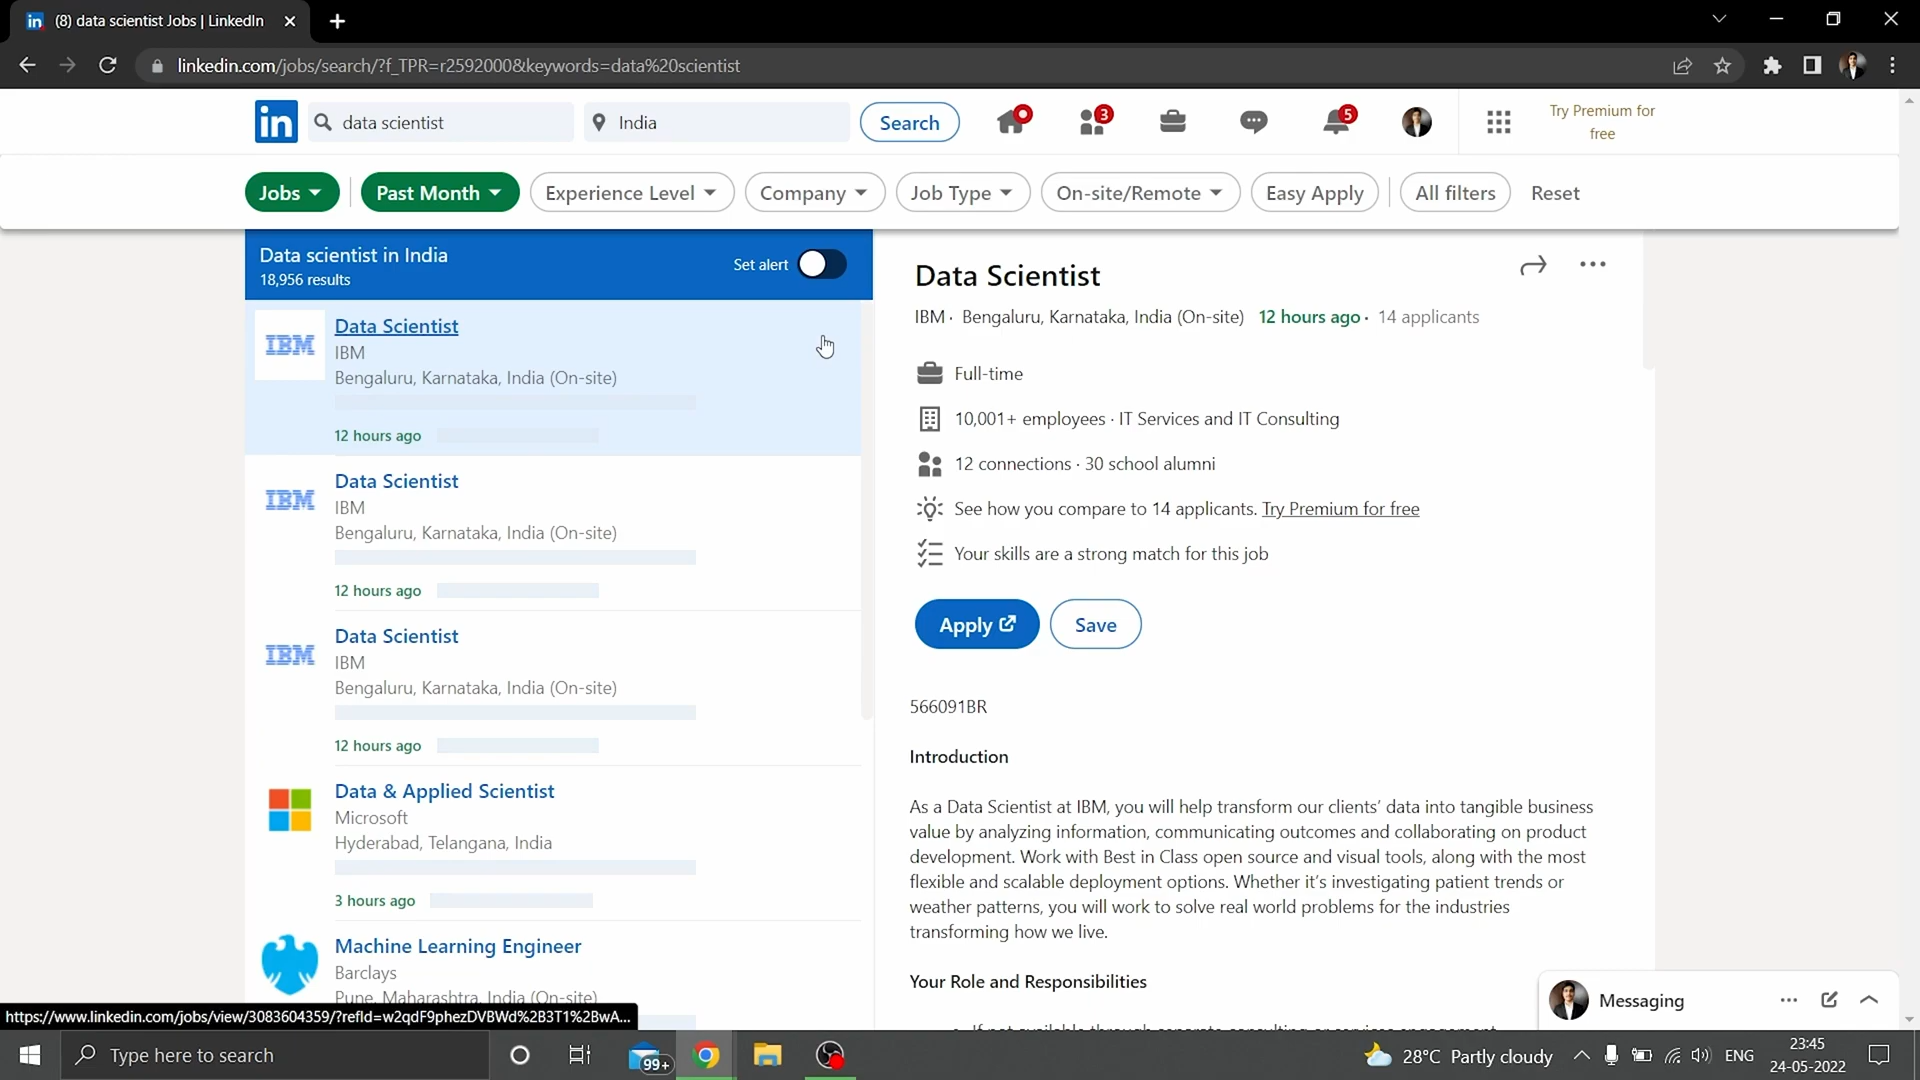 (8) data scientist Jobs | LinkedIn
linkedin.com/jobs/search/?f_TPR=r2592000&keywords=data%20scientist
in
data scientist
India
Search
3
5
Try Premium for
free
Jobs
Past Month
Experience Level
Company
Job Type
On-site/Remote
Easy Apply
All filters
Reset
Data scientist in India
18,956 results
Set alert
IBM
Data Scientist
IBM
Bengaluru, Karnataka, India (On-site)
12 hours ago
IBM
Data Scientist
IBM
Bengaluru, Karnataka, India (On-site)
12 hours ago
IBM
Data Scientist
IBM
Bengaluru, Karnataka, India (On-site)
12 hours ago
Data & Applied Scientist
Microsoft
Hyderabad, Telangana, India
3 hours ago
Machine Learning Engineer
Barclays
Pune, Maharashtra, India (On-site)
Data Scientist
IBM · Bengaluru, Karnataka, India (On-site) 12 hours ago · 14 applicants
Full-time
10,001+ employees · IT Services and IT Consulting
12 connections · 30 school alumni
See how you compare to 14 applicants. Try Premium for free
Your skills are a strong match for this job
Apply
Save
566091BR
Introduction
As a Data Scientist at IBM, you will help transform our clients’ data into tangible business
value by analyzing information, communicating outcomes and collaborating on product
development. Work with Best in Class open source and visual tools, along with the most
flexible and scalable deployment options. Whether it’s investigating patient trends or
weather patterns, you will work to solve real world problems for the industries
transforming how we live.
Your Role and Responsibilities
If not available through corporate consulting or services engagement
Messaging
https://www.linkedin.com/jobs/view/3083604359/?refId=w2qdF9phezDVBWd%2B3T1%2BwA...
Type here to search
99+
28°C Partly cloudy
ENG
23:45
24-05-2022